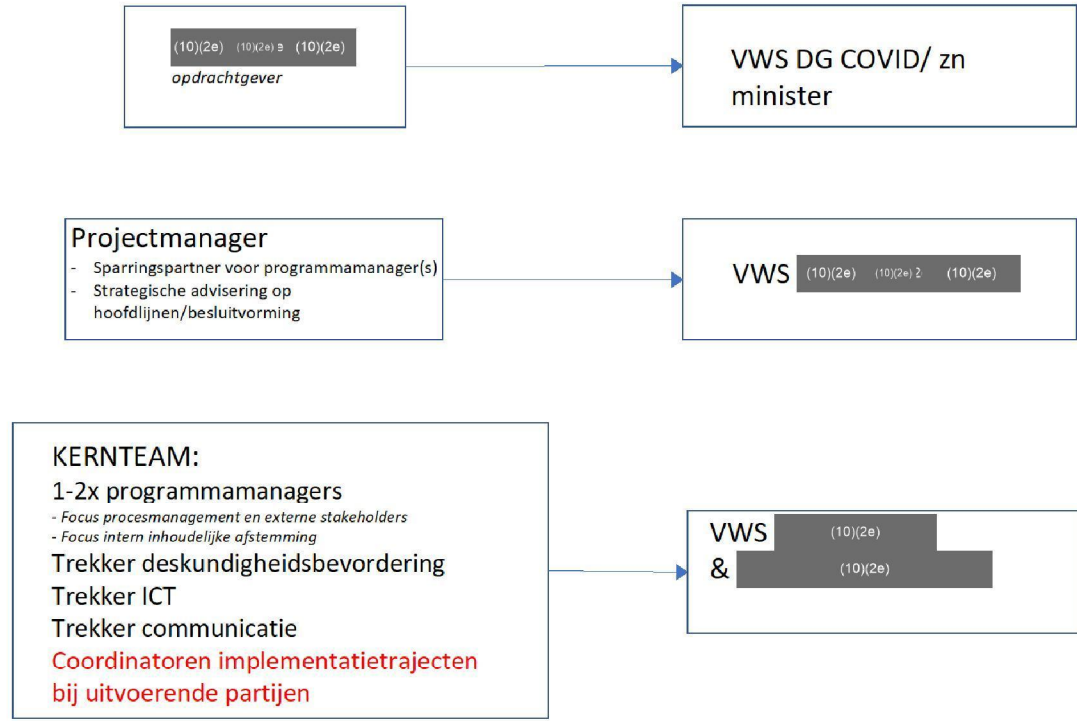 (10)(2e) (10)(2e) (10)(2e)
opdrachtgever
VWS DG COVID/ zn
minister
Projectmanager
- Sparringspartner voor programmamanager(s)
- Strategische advisering op
hoofdlijnen/besluitvorming
VWS (10)(2e) (10)(2e) (10)(2e)
KERNTEAM:
1-2x programmamanagers
- Focus procesmanagement en externe stakeholders
- Focus intern inhoudelijke afstemming
Trekker deskundigheidsbevordering
Trekker ICT
Trekker communicatie
Coordinatoren implementatietrajecten
bij uitvoerende partijen
VWS (10)(2e)
& (10)(2e)